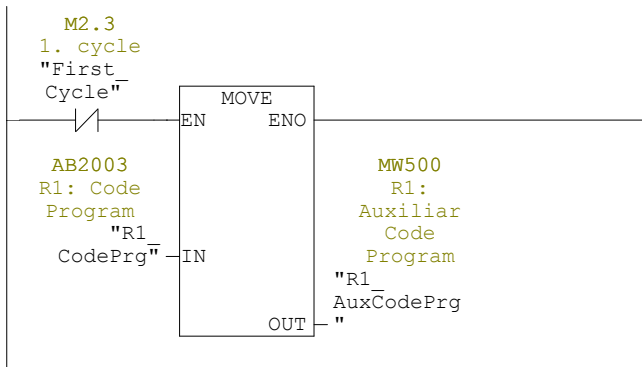 M2.3
1. cycle
"First_
Cycle"
MOVE
EN ENO
AB2003
R1: Code
Program
"R1_
CodePrg"
IN
MW500
R1:
Auxiliar
Code
Program
"R1_
AuxCodePrg
"
OUT